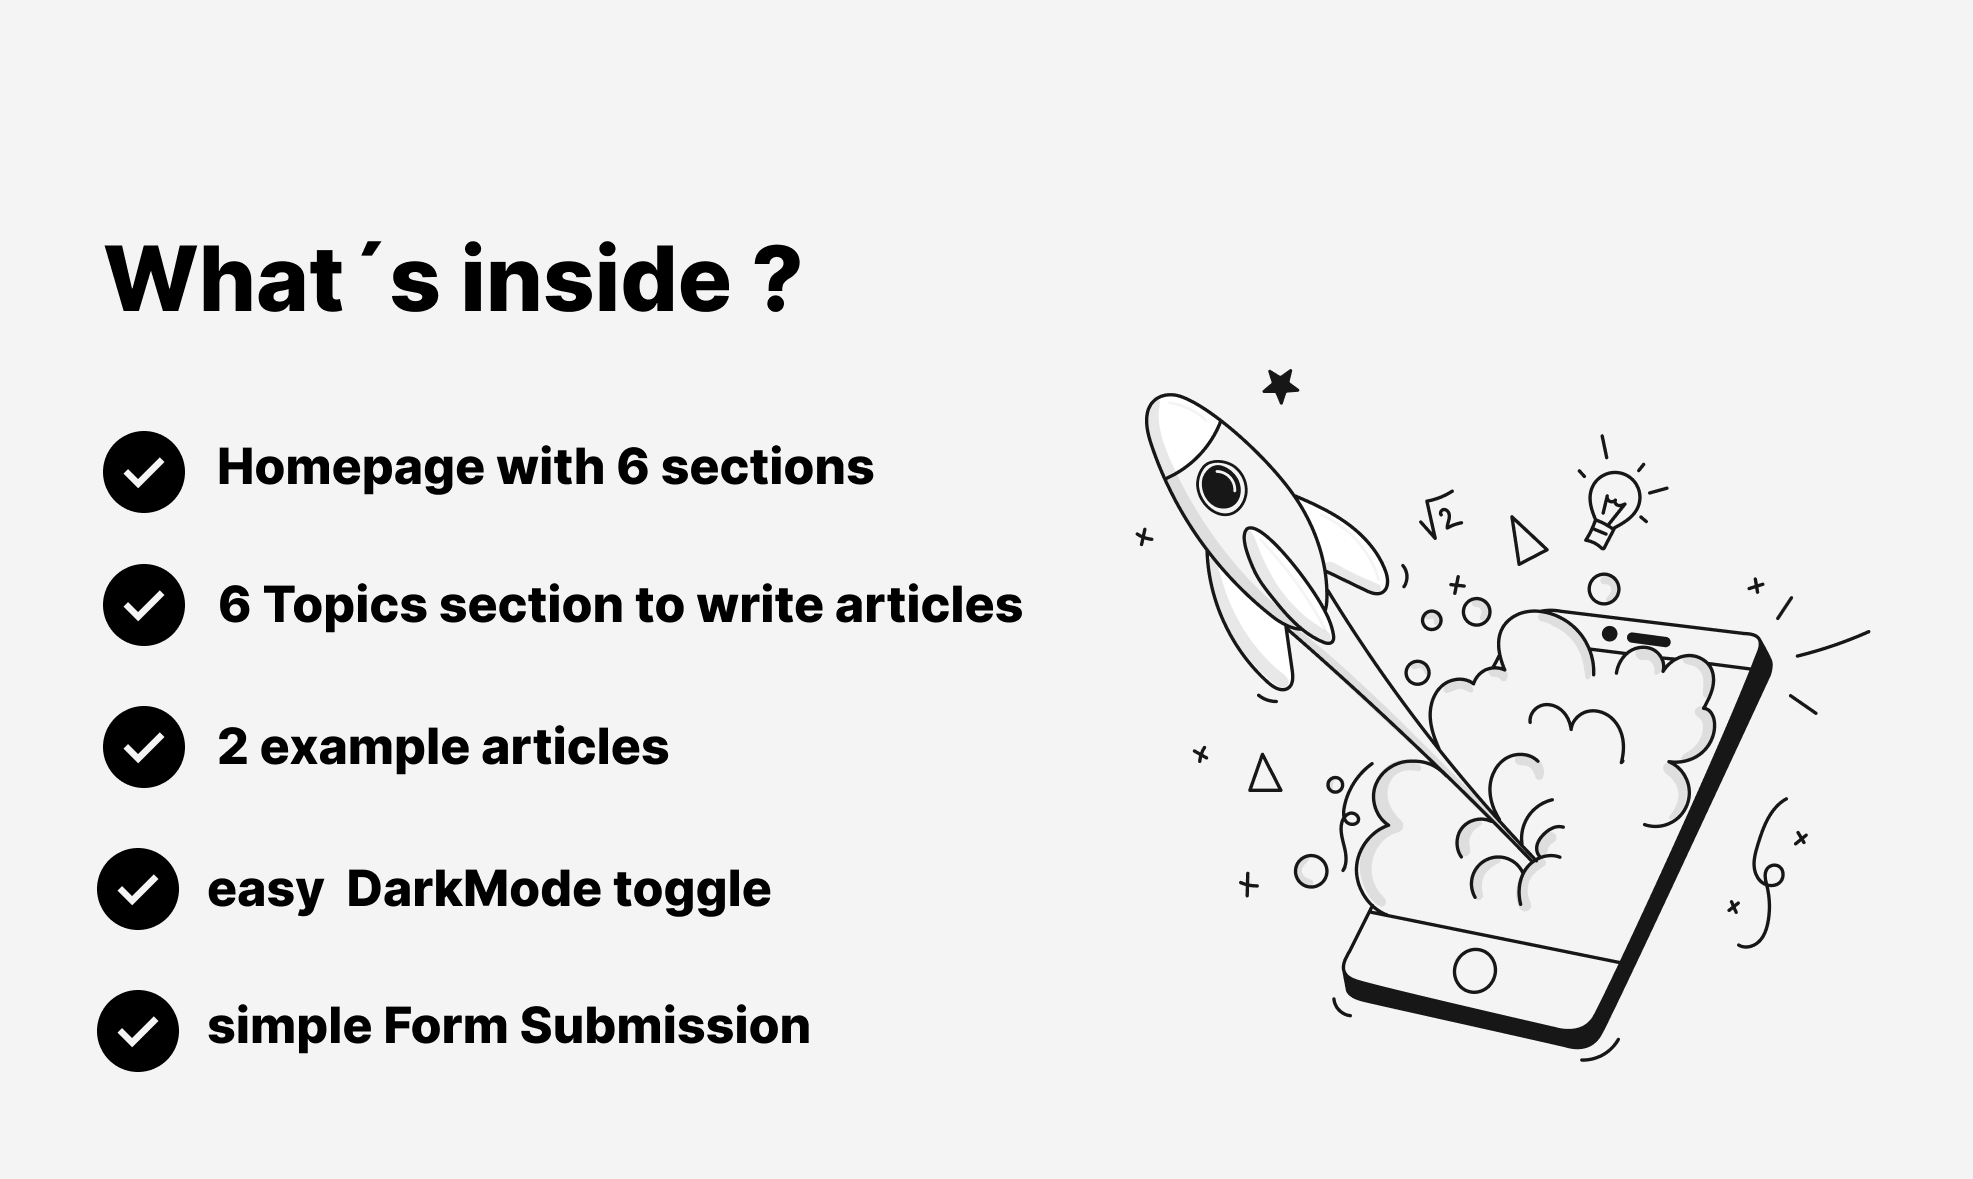 What´s inside ?
Homepage with 6 sections
6 Topics section to write articles
2 example articles
easy  DarkMode toggle
simple Form Submission
√2